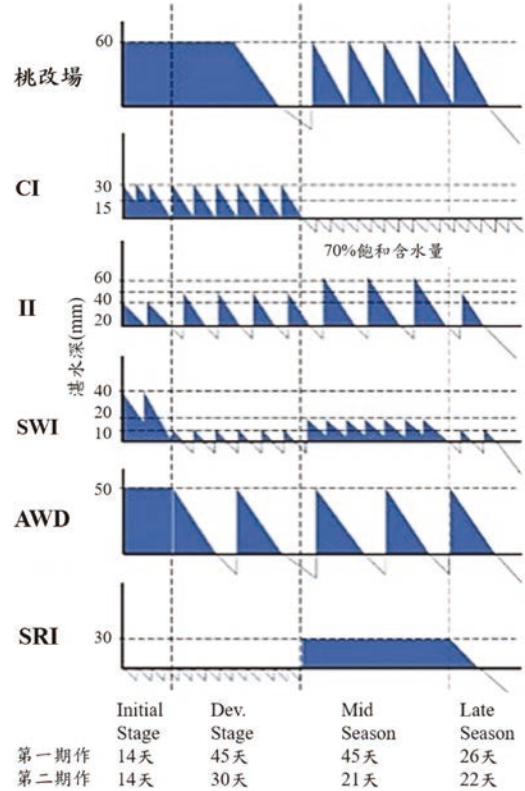 60
桃改場
CI
30
15
70%飽和含水量
II
60
40
20
湛水深(mm)
SWI
40
20
10
AWD
50
SRI
30
Initial Stage Dev. Stage Mid Season Late Season
第一期作 14天 45天 45天 26天
第二期作 14天 30天 21天 22天